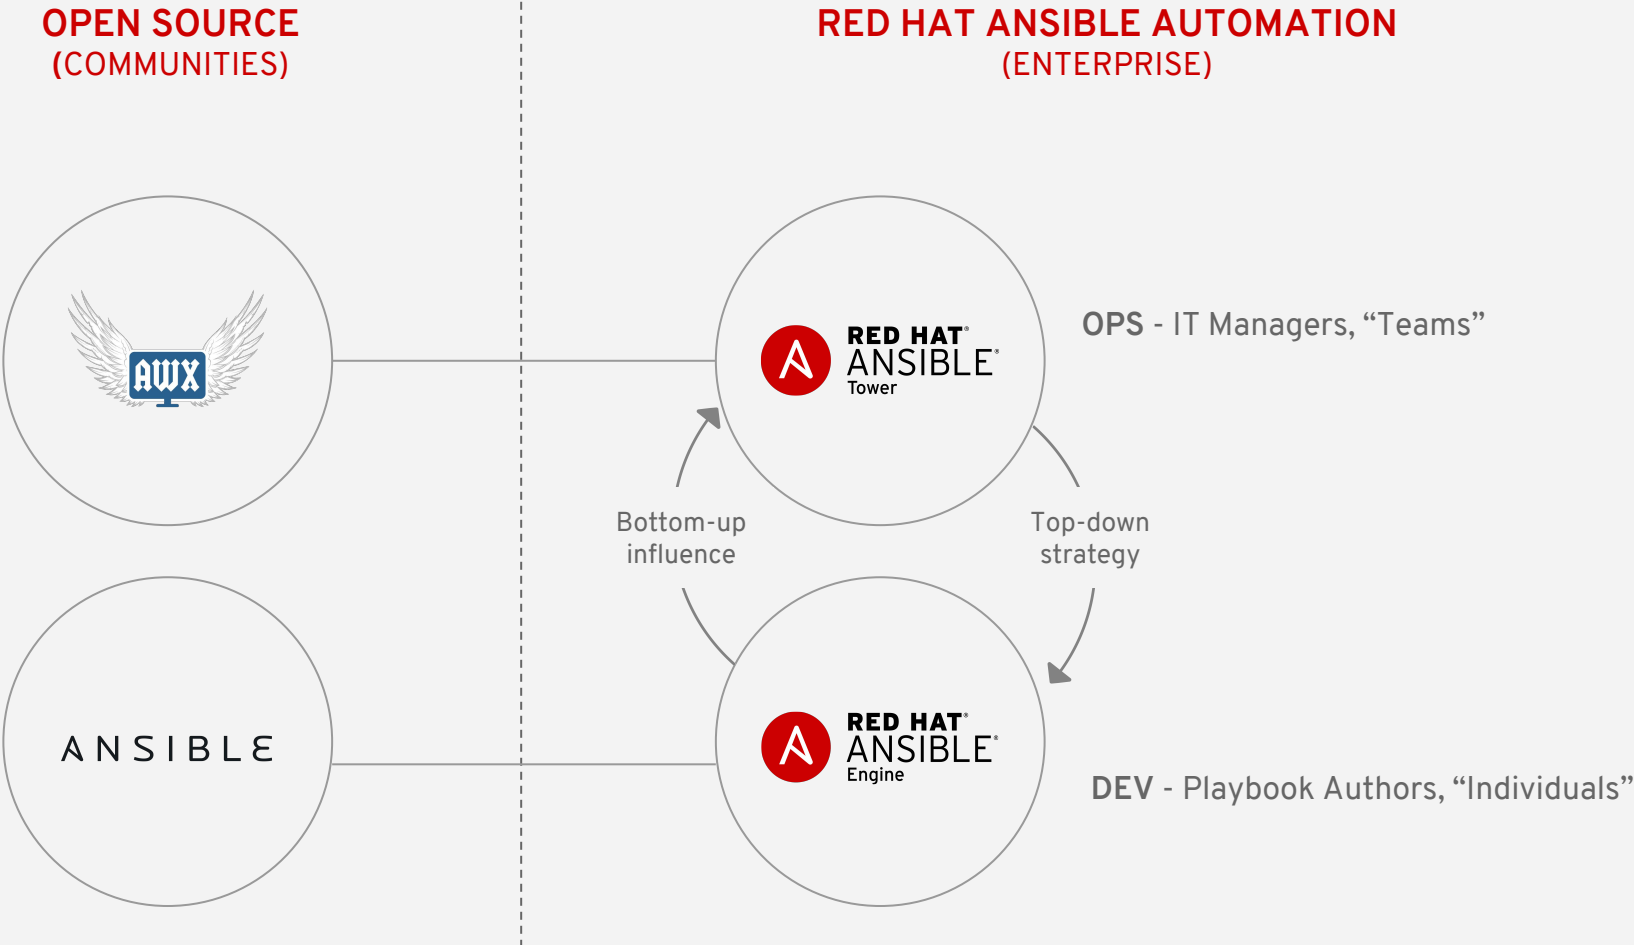 OPEN SOURCE
(COMMUNITIES)
RED HAT ANSIBLE AUTOMATION
(ENTERPRISE)
AWX
RED HAT®
ANSIBLE®
Tower
OPS - IT Managers, “Teams”
Bottom-up
influence
Top-down
strategy
ANSIBLE
RED HAT®
ANSIBLE®
Engine
DEV - Playbook Authors, “Individuals”